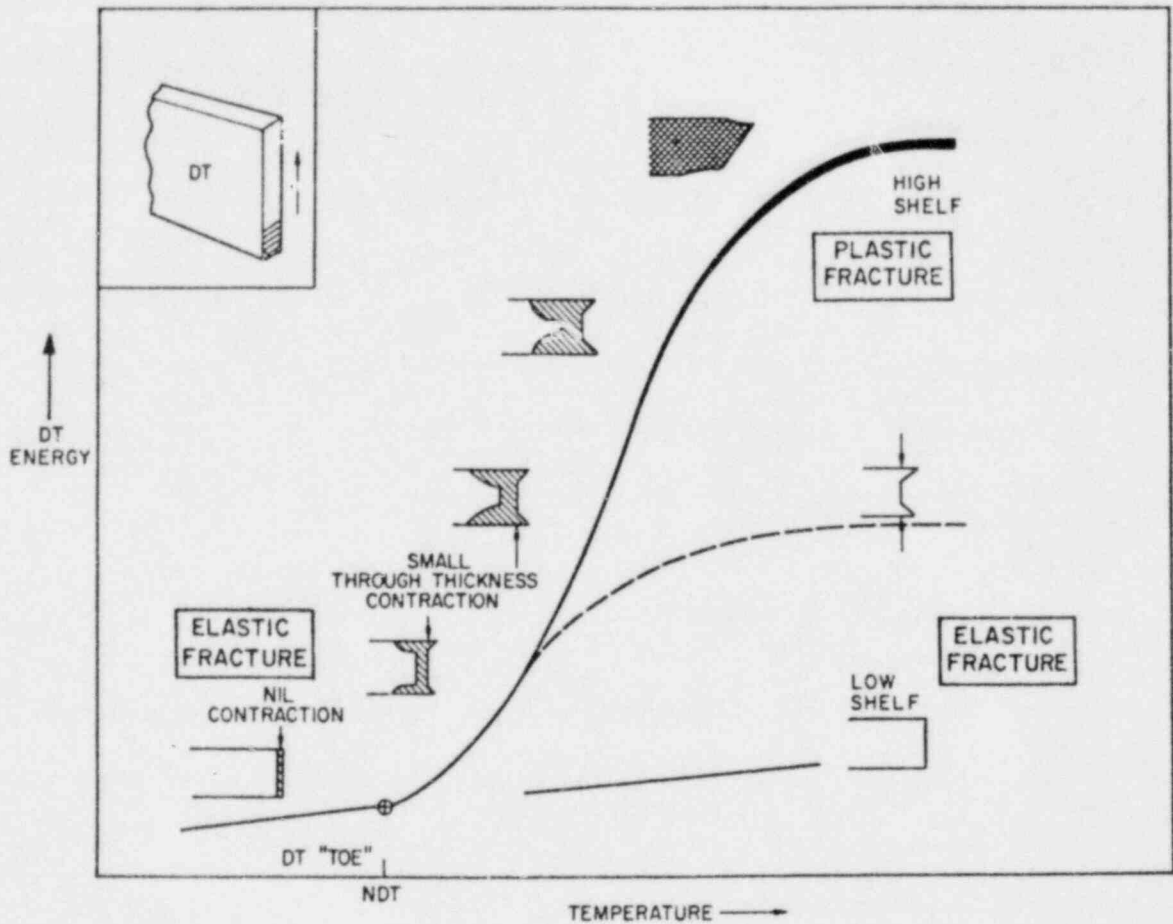 DT
HIGH
SHELF
PLASTIC
FRACTURE
DT
ENERGY
SMALL
THROUGH THICKNESS
CONTRACTION
ELASTIC
FRACTURE
NIL
CONTRACTION
ELASTIC
FRACTURE
LOW
SHELF
DT "TOE"
NDT
TEMPERATURE